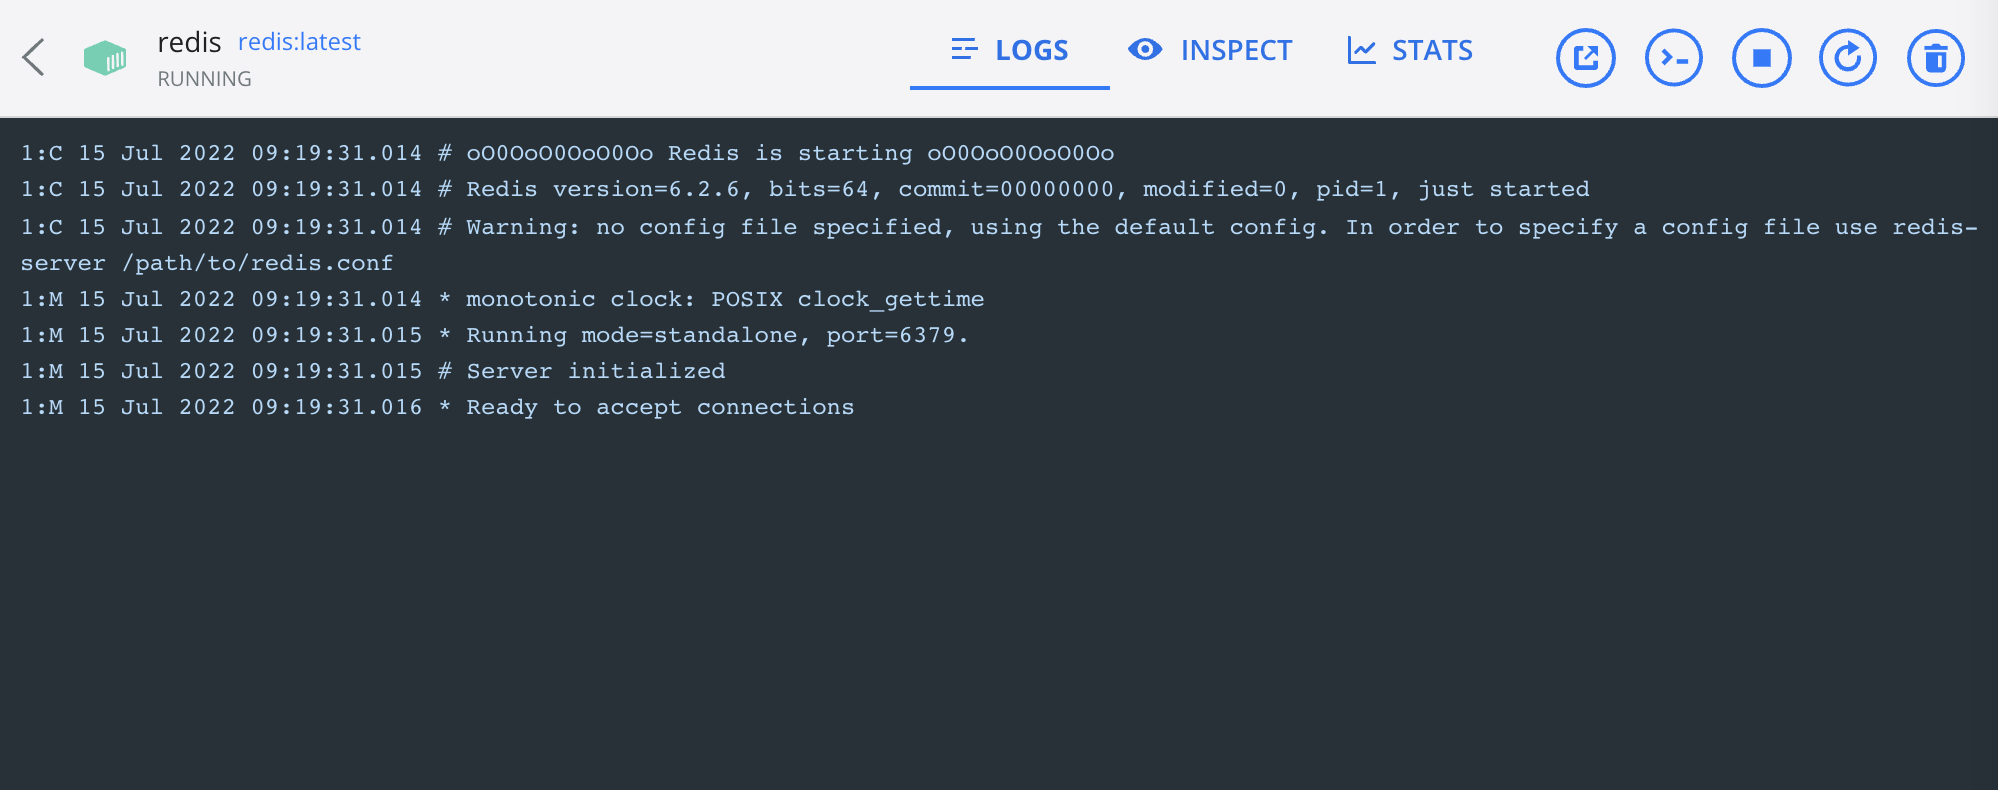 redis redis:latest
RUNNING
LOGS INSPECT STATS
1:C 15 Jul 2022 09:19:31.014 # oO0OoO0OoO0Oo Redis is starting oO0OoO0OoO0Oo
1:C 15 Jul 2022 09:19:31.014 # Redis version=6.2.6, bits=64, commit=00000000, modified=0, pid=1, just started
1:C 15 Jul 2022 09:19:31.014 # Warning: no config file specified, using the default config. In order to specify a config file use redis-
server /path/to/redis.conf
1:M 15 Jul 2022 09:19:31.014 * monotonic clock: POSIX clock_gettime
1:M 15 Jul 2022 09:19:31.015 * Running mode=standalone, port=6379.
1:M 15 Jul 2022 09:19:31.015 # Server initialized
1:M 15 Jul 2022 09:19:31.016 * Ready to accept connections